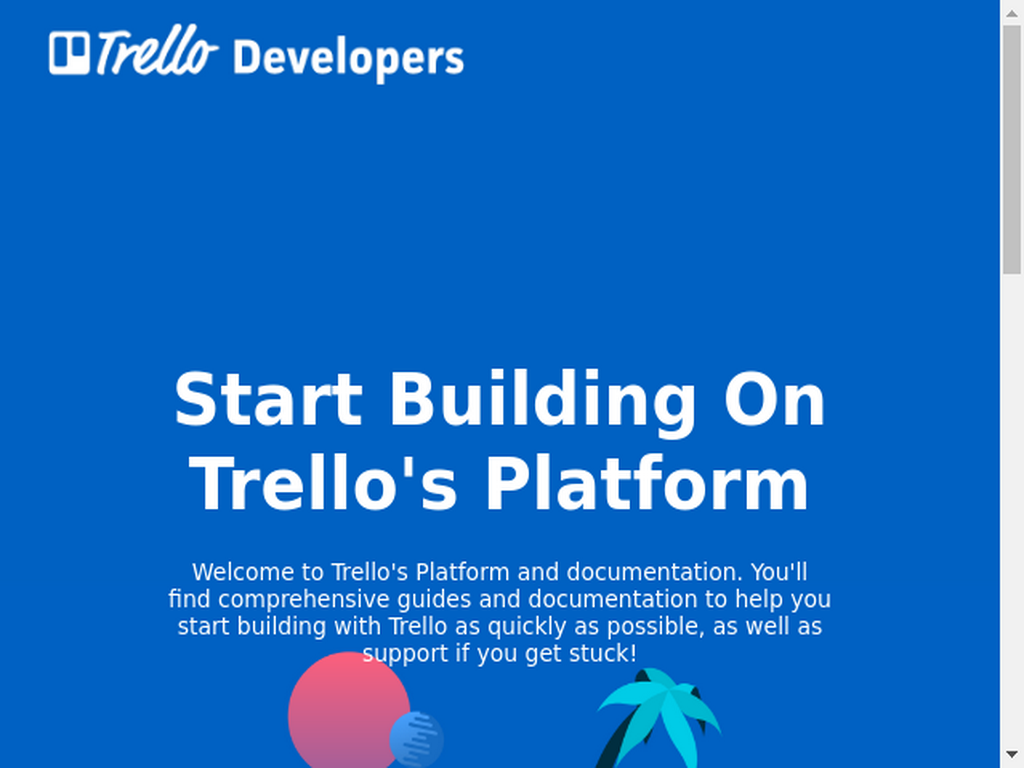 Trello Developers
Start Building On
Trello's Platform
Welcome to Trello's Platform and documentation. You'll
find comprehensive guides and documentation to help you
start building with Trello as quickly as possible, as well as
support if you get stuck!